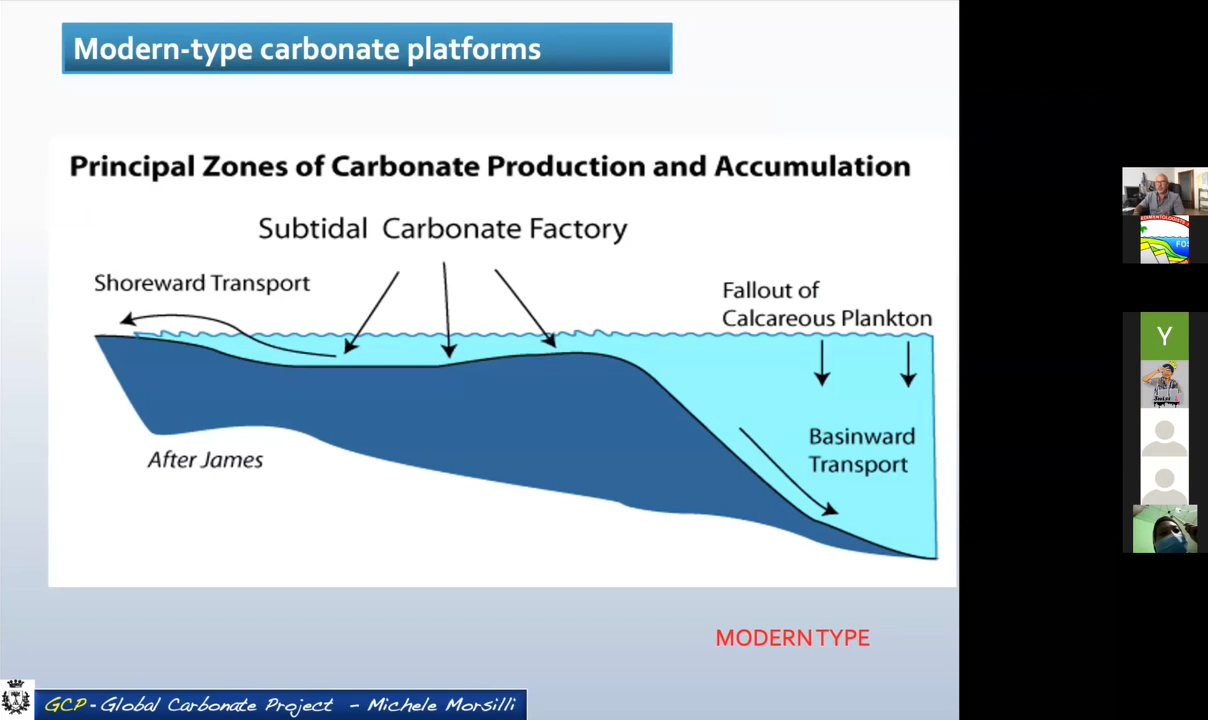 Modern-type carbonate platforms
Principal Zones of Carbonate Production and Accumulation
Subtidal Carbonate Factory
Shoreward Transport
Fallout of
Calcareous Plankton
Basinward
Transport
After James
MODERN TYPE
GCP - Global Carbonate Project - Michele Morsilli
Y